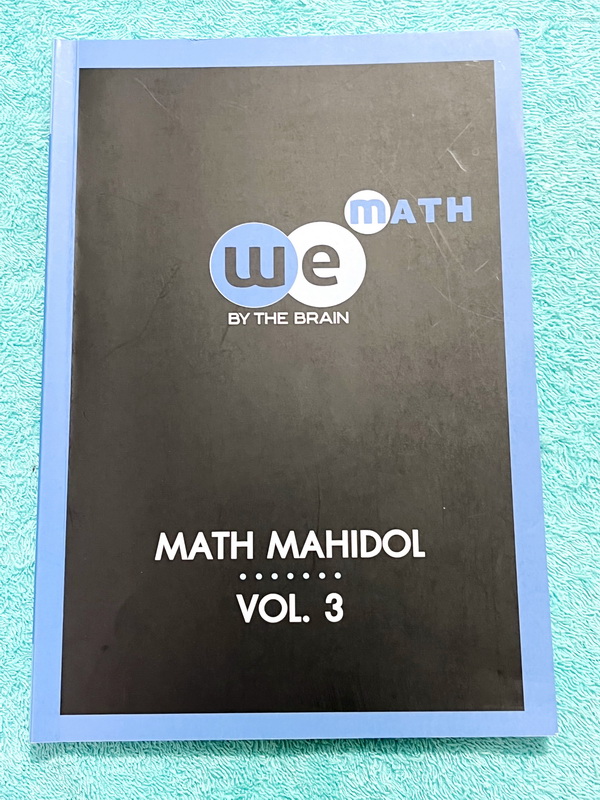 we MATH
BY THE BRAIN
MATH MAHIDOL
VOL. 3